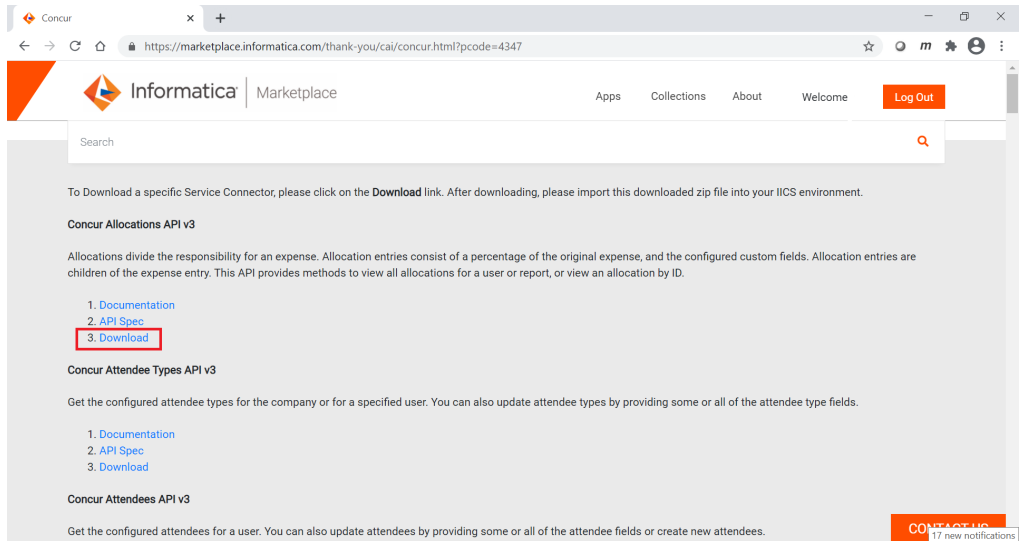 Concur
https://marketplace.informatica.com/thank-you/cai/concur.html?pcode=4347
Informatica Marketplace
Apps Collections About Welcome Log Out
Search
To Download a specific Service Connector, please click on the Download link. After downloading, please import this downloaded zip file into your IICS environment.
Concur Allocations API v3
Allocations divide the responsibility for an expense. Allocation entries consist of a percentage of the original expense, and the configured custom fields. Allocation entries are
children of the expense entry. This API provides methods to view all allocations for a user or report, or view an allocation by ID.
1. Documentation
2. API Spec
3. Download
Concur Attendee Types API v3
Get the configured attendee types for the company or for a specified user. You can also update attendee types by providing some or all of the attendee type fields.
1. Documentation
2. API Spec
3. Download
Concur Attendees API v3
Get the configured attendees for a user. You can also update attendees by providing some or all of the attendee fields or create new attendees.
CONTACT US
17 new notifications